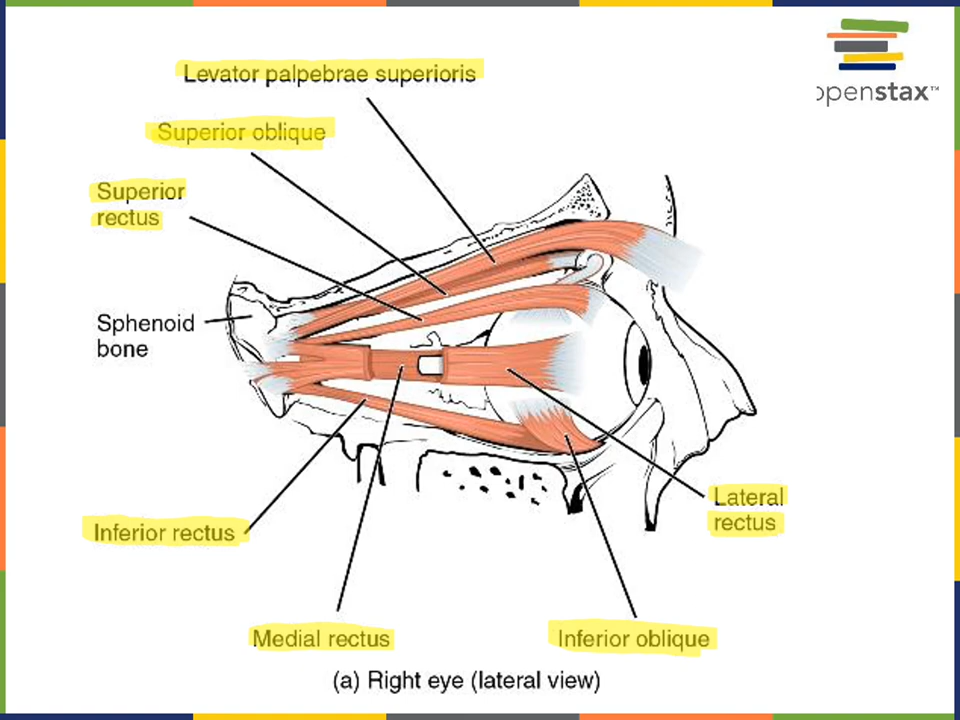 openstax™
Levator palpebrae superioris
Superior oblique
Superior
rectus
Sphenoid
bone
Lateral
rectus
Inferior rectus
Medial rectus
Inferior oblique
(a) Right eye (lateral view)